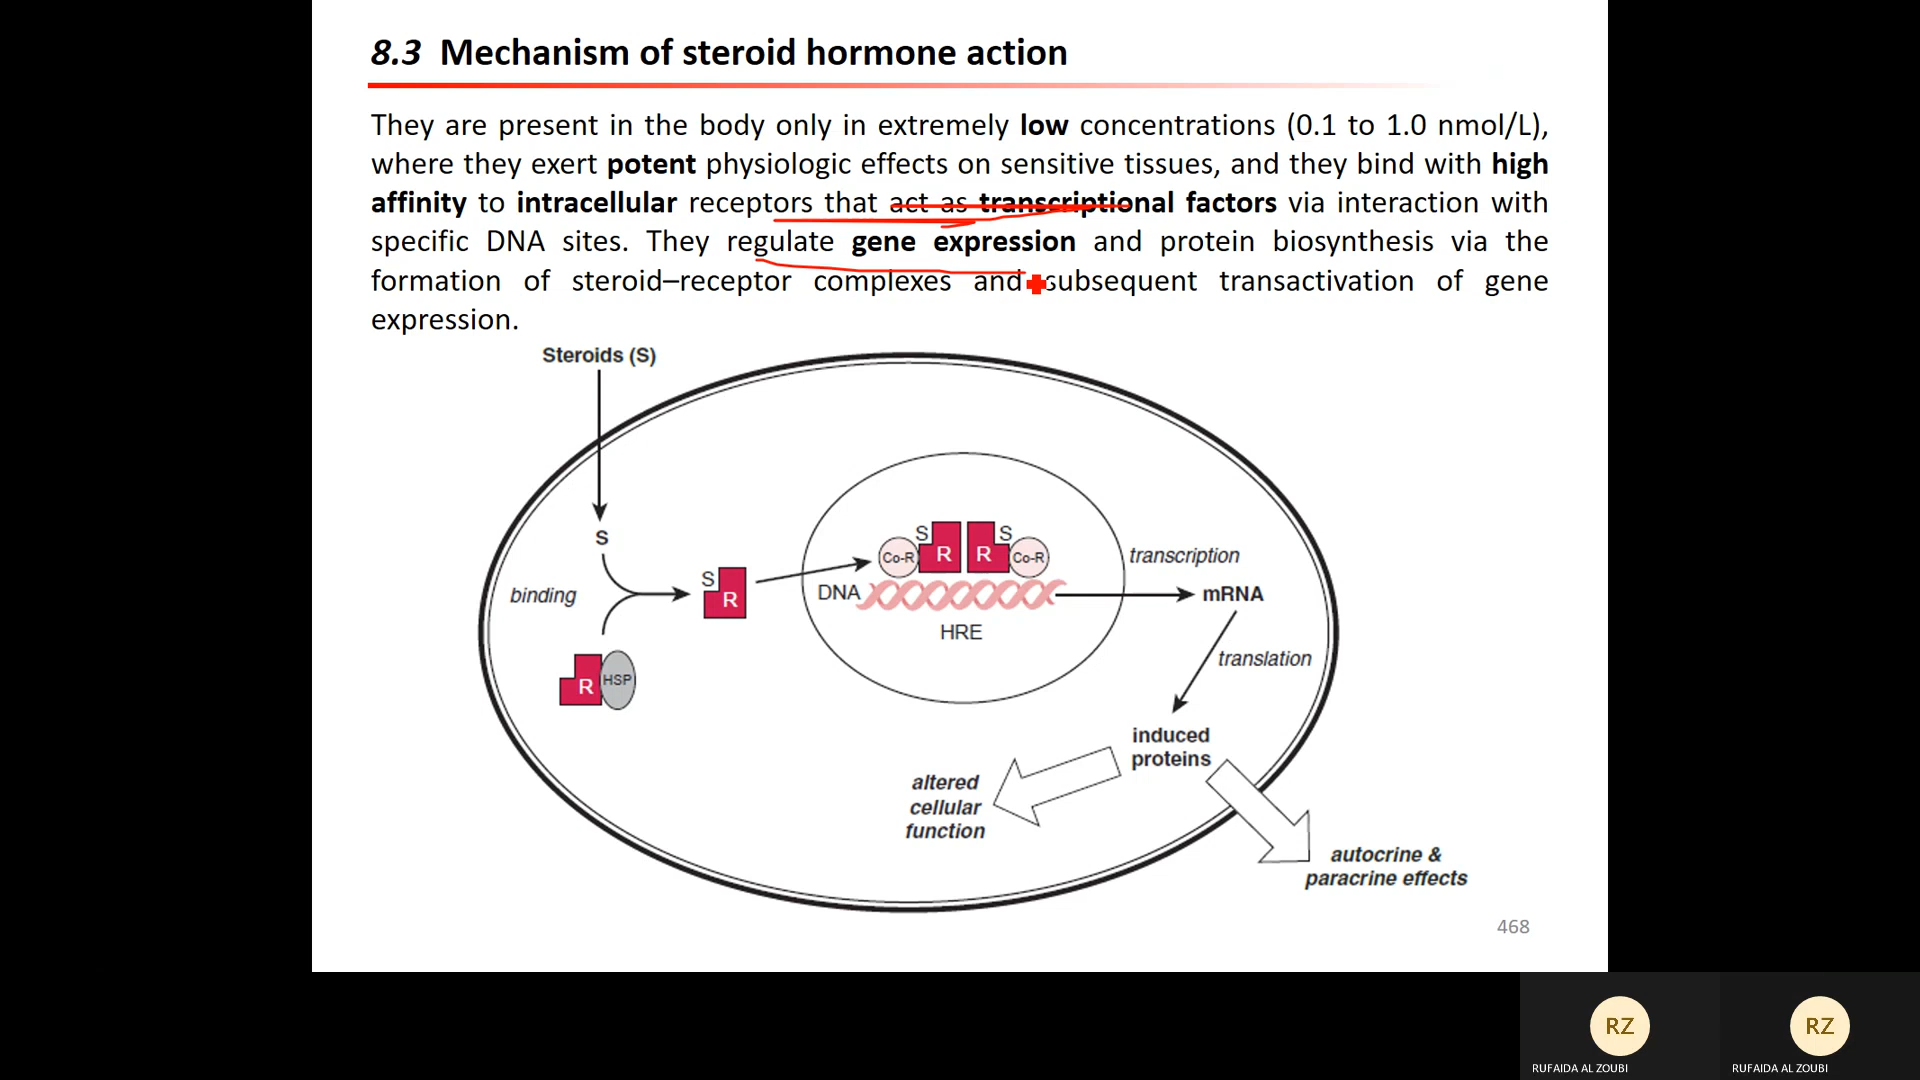 8.3 Mechanism of steroid hormone action
They are present in the body only in extremely low concentrations (0.1 to 1.0 nmol/L),
where they exert potent physiologic effects on sensitive tissues, and they bind with high
affinity to intracellular receptors that act as transcriptional factors via interaction with
specific DNA sites. They regulate gene expression and protein biosynthesis via the
formation of steroid–receptor complexes and subsequent transactivation of gene
expression.
Steroids (S)
S
binding
S
R
R
HSP
Co-R
S
R
R
S
Co-R
DNA
HRE
transcription
mRNA
translation
induced
proteins
altered
cellular
function
autocrine &
paracrine effects
468
RZ
RUFAIDA AL ZOUBI
RZ
RUFAIDA AL ZOUBI